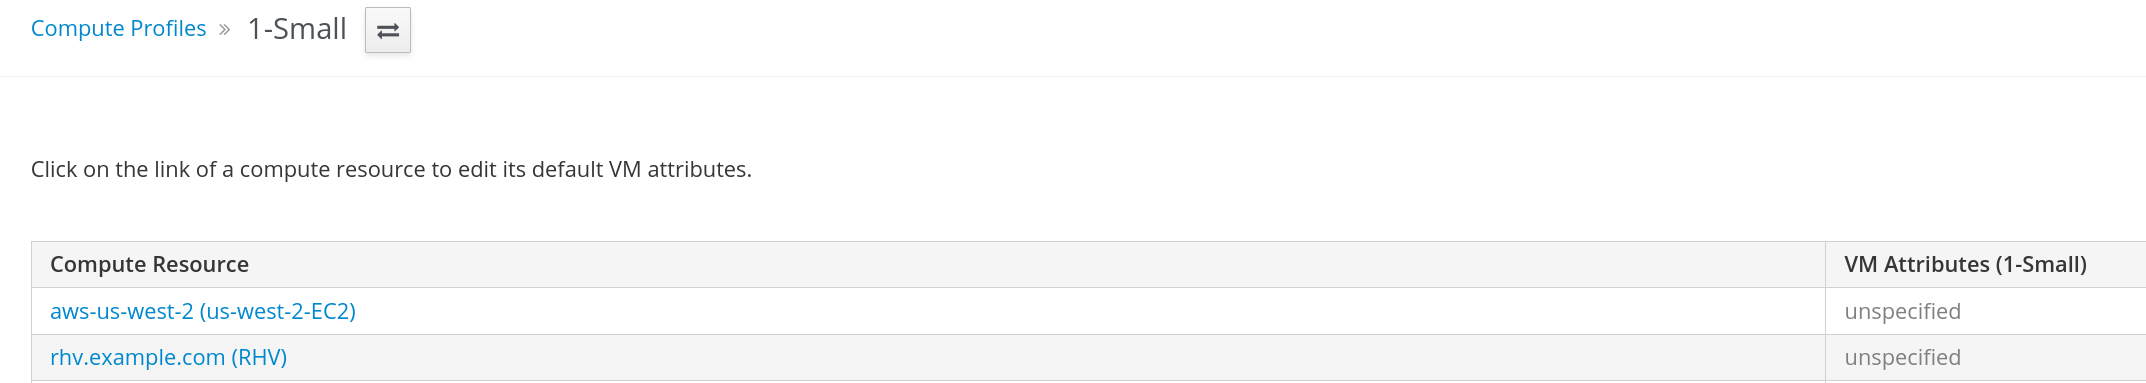 Compute Profiles » 1-Small
Click on the link of a compute resource to edit its default VM attributes.
Compute Resource VM Attributes (1-Small)
aws-us-west-2 (us-west-2-EC2) unspecified
rhv.example.com (RHV) unspecified